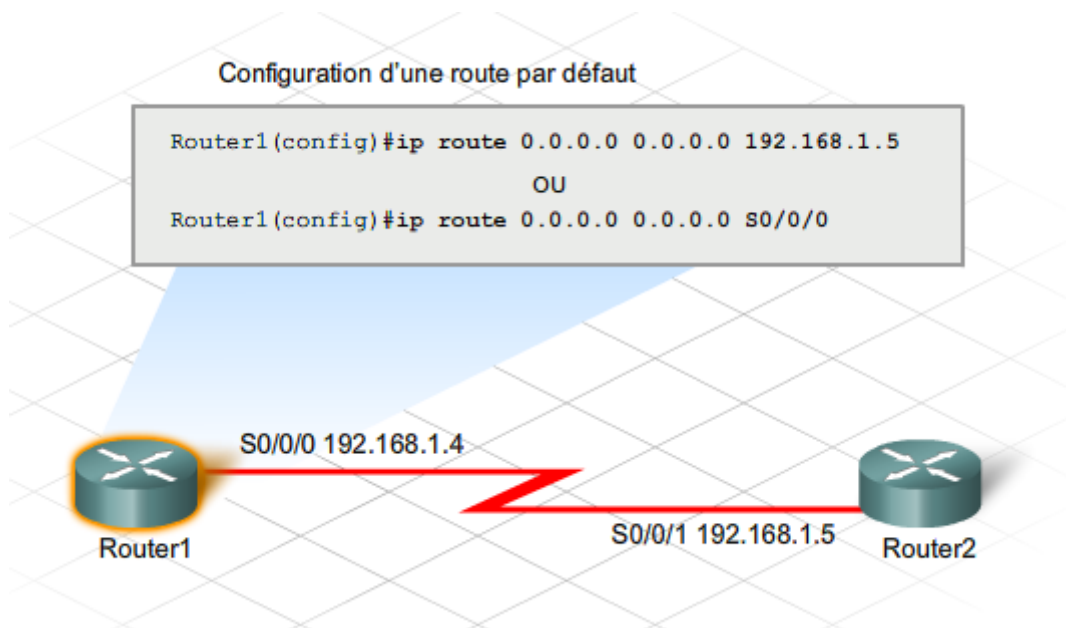 Configuration d'une route par défaut
Router1(config)#ip route 0.0.0.0 0.0.0.0 192.168.1.5
OU
Router1(config)#ip route 0.0.0.0 0.0.0.0 S0/0/0
S0/0/0 192.168.1.4
S0/0/1 192.168.1.5
Router1
Router2